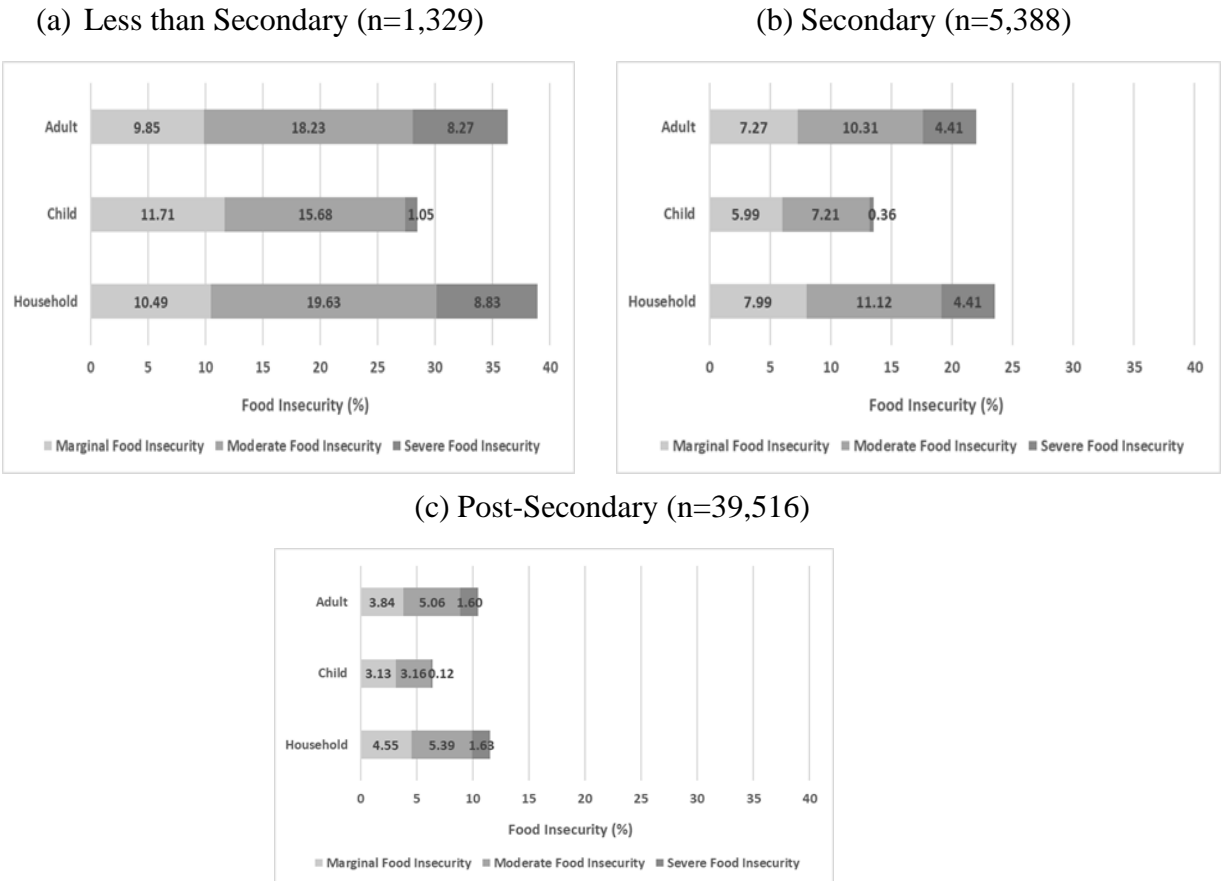 (a) Less than Secondary (n=1,329)
Adult 9.85 18.23 8.27
Child 11.71 15.68 1.05
Household 10.49 19.63 8.83
0 5 10 15 20 25 30 35 40
Food Insecurity (%)
Marginal Food Insecurity Moderate Food Insecurity Severe Food Insecurity
(b) Secondary (n=5,388)
Adult 7.27 10.31 4.41
Child 5.99 7.21 0.36
Household 7.99 11.12 4.41
0 5 10 15 20 25 30 35 40
Food Insecurity (%)
Marginal Food Insecurity Moderate Food Insecurity Severe Food Insecurity
(c) Post-Secondary (n=39,516)
Adult 3.84 5.06 1.60
Child 3.13 3.16 0.12
Household 4.55 5.39 1.63
0 5 10 15 20 25 30 35 40
Food Insecurity (%)
Marginal Food Insecurity Moderate Food Insecurity Severe Food Insecurity